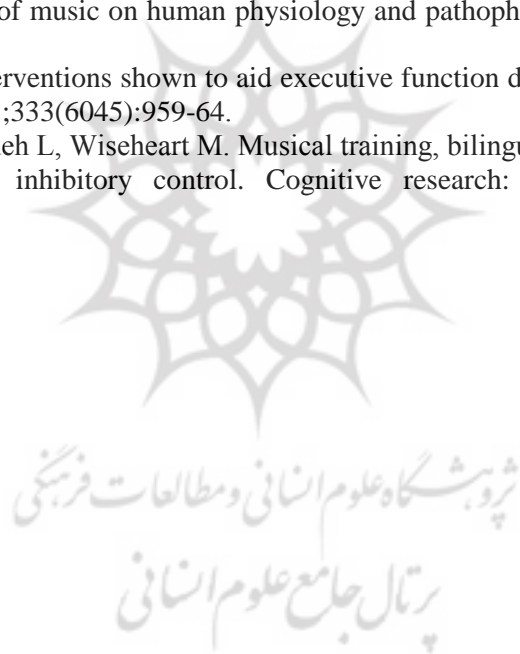 of music on human physiology and pathoph
erventions shown to aid executive function d
;333(6045):959-64.
eh L, Wiseheart M. Musical training, bilingu
inhibitory control. Cognitive research:
پژوهشگاه علوم انسانی و مطالعات فرهنگی
پرتال جامع علوم انسانی